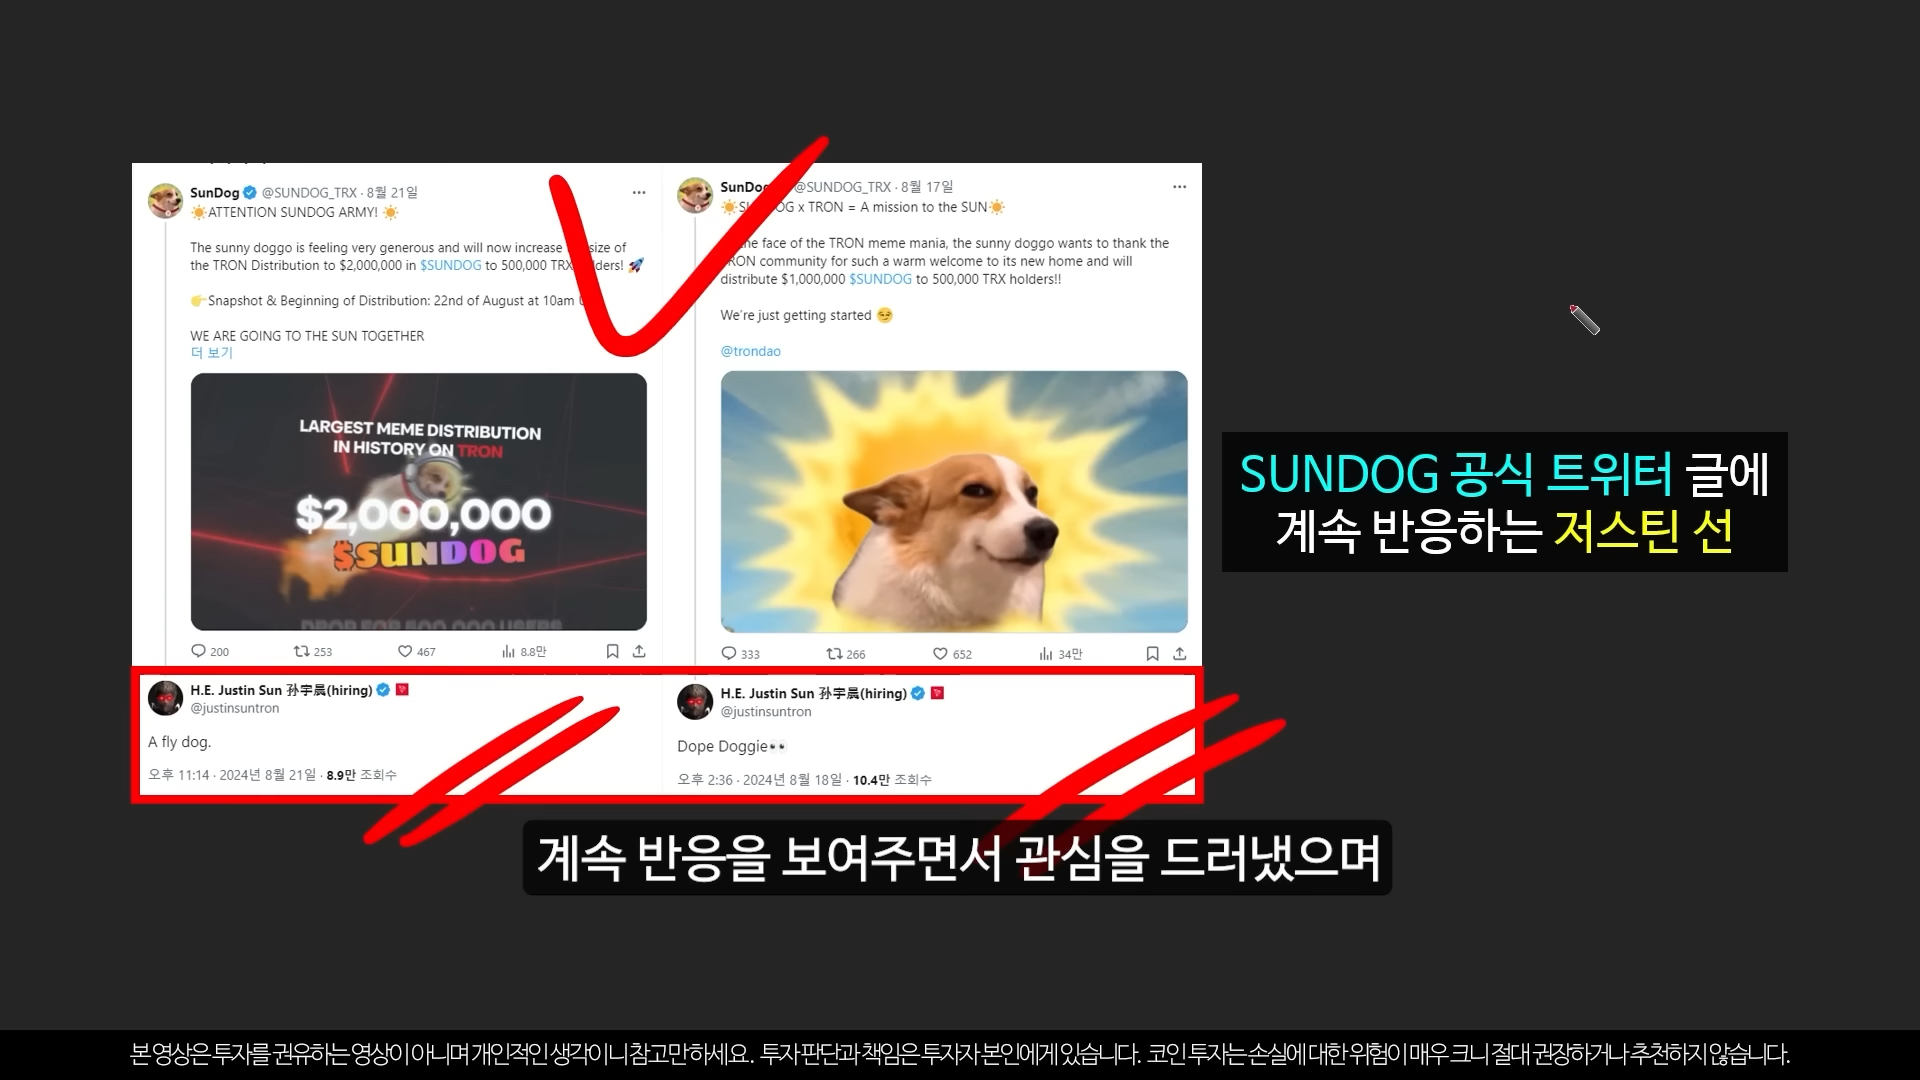 SunDog @SUNDOG_TRX · 8월 21일
☀️ATTENTION SUNDOG ARMY! ☀️
The sunny doggo is feeling very generous and will now increase size of
the TRON Distribution to $2,000,000 in $SUNDOG to 500,000 TRX 🚀
👉Snapshot & Beginning of Distribution: 22nd of August at 10am
WE ARE GOING TO THE SUN TOGETHER
더 보기
LARGEST MEME DISTRIBUTION
IN HISTORY ON TRON
$2,000,000
$SUNDOG
DROP FOR 500,000 USERS
200 253 467 8.8만
H.E. Justin Sun 孙宇晨(hiring)
@justinsuntron
A fly dog.
오후 11:14 · 2024년 8월 21일 · 8.9만 조회수
@SUNDOG_TRX · 8월 17일
x TRON = A mission to the SUN☀️
face of the TRON meme mania, the sunny doggo wants to thank the
community for such a warm welcome to its new home and will
distribute $1,000,000 $SUNDOG to 500,000 TRX holders!!
We're just getting started 😏
@trondao
333 266 652 34만
H.E. Justin Sun 孙宇晨(hiring)
@justinsuntron
Dope Doggie👀
오후 2:36 · 2024년 8월 18일 · 10.4만 조회수
SUNDOG 공식 트위터 글에
계속 반응하는 저스틴 선
계속 반응을 보여주면서 관심을 드러냈으며
본 영상은 투자를 권유하는 영상이 아니며 개인적인 생각이니 참고만 하세요. 투자 판단과 책임은 투자자 본인에게 있습니다. 코인 투자는 손실에 대한 위험이 매우 크니 절대 권장하거나 추천하지 않습니다.